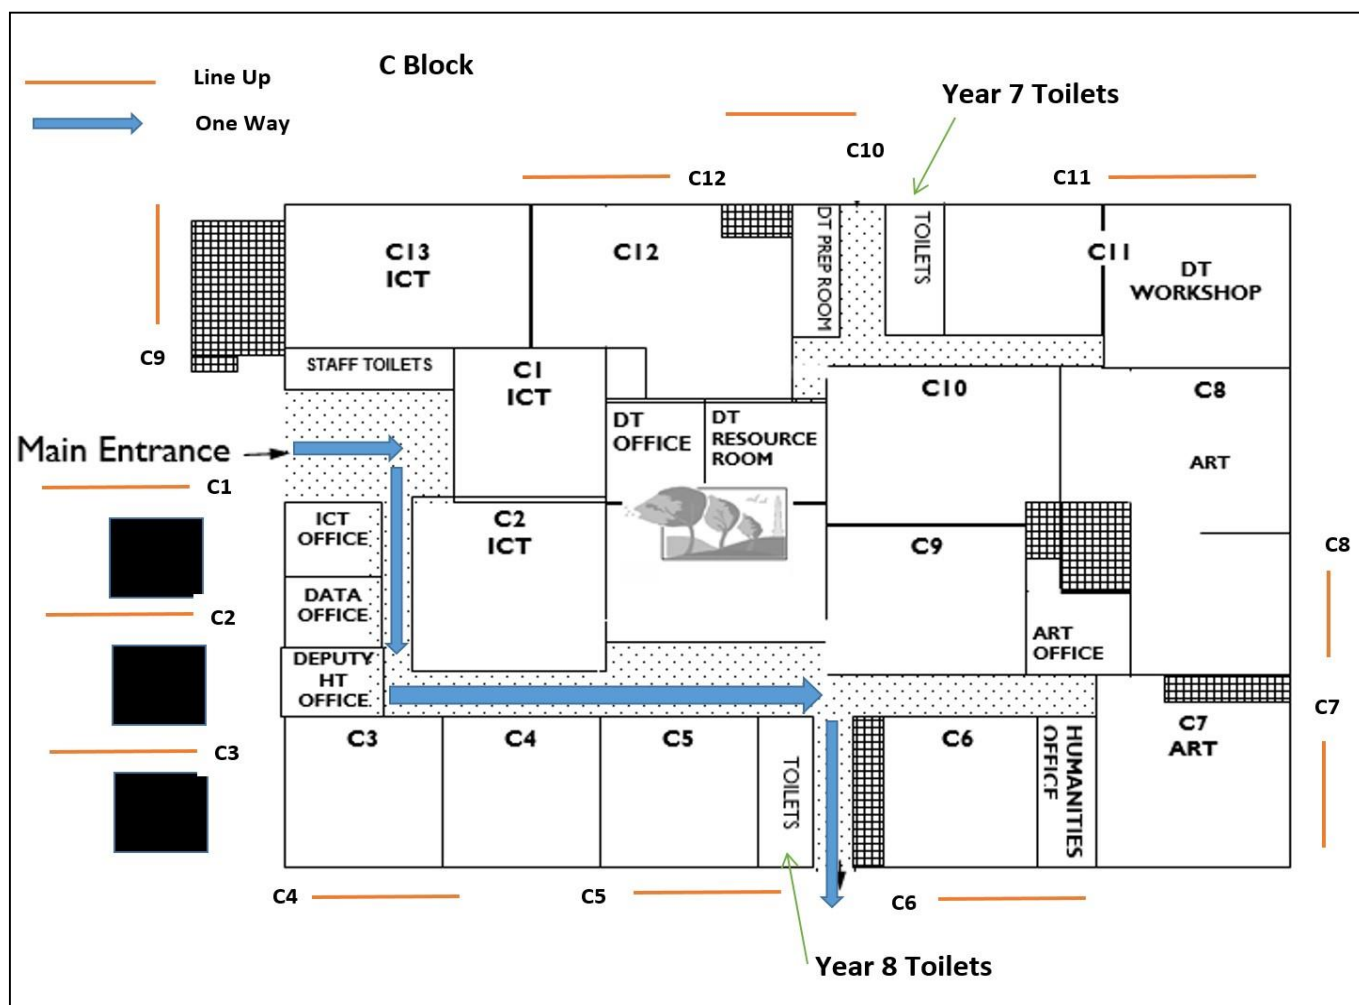 C Block
Line Up
One Way
Year 7 Toilets
C10
C12
C11
C9
C13
ICT
C12
DT PREP ROOM
TOILETS
C11
DT
WORKSHOP
STAFF TOILETS
C1
ICT
C10
C8
ART
DT
OFFICE
DT
RESOURCE
ROOM
Main Entrance
C1
ICT
OFFICE
C2
ICT
C9
C8
C2
DATA
OFFICE
ART
OFFICE
DEPUTY
HT
OFFICE
C3
C3
C4
C5
TOILETS
C6
HUMANITIES
OFFICE
C7
ART
C7
C4
C5
C6
Year 8 Toilets